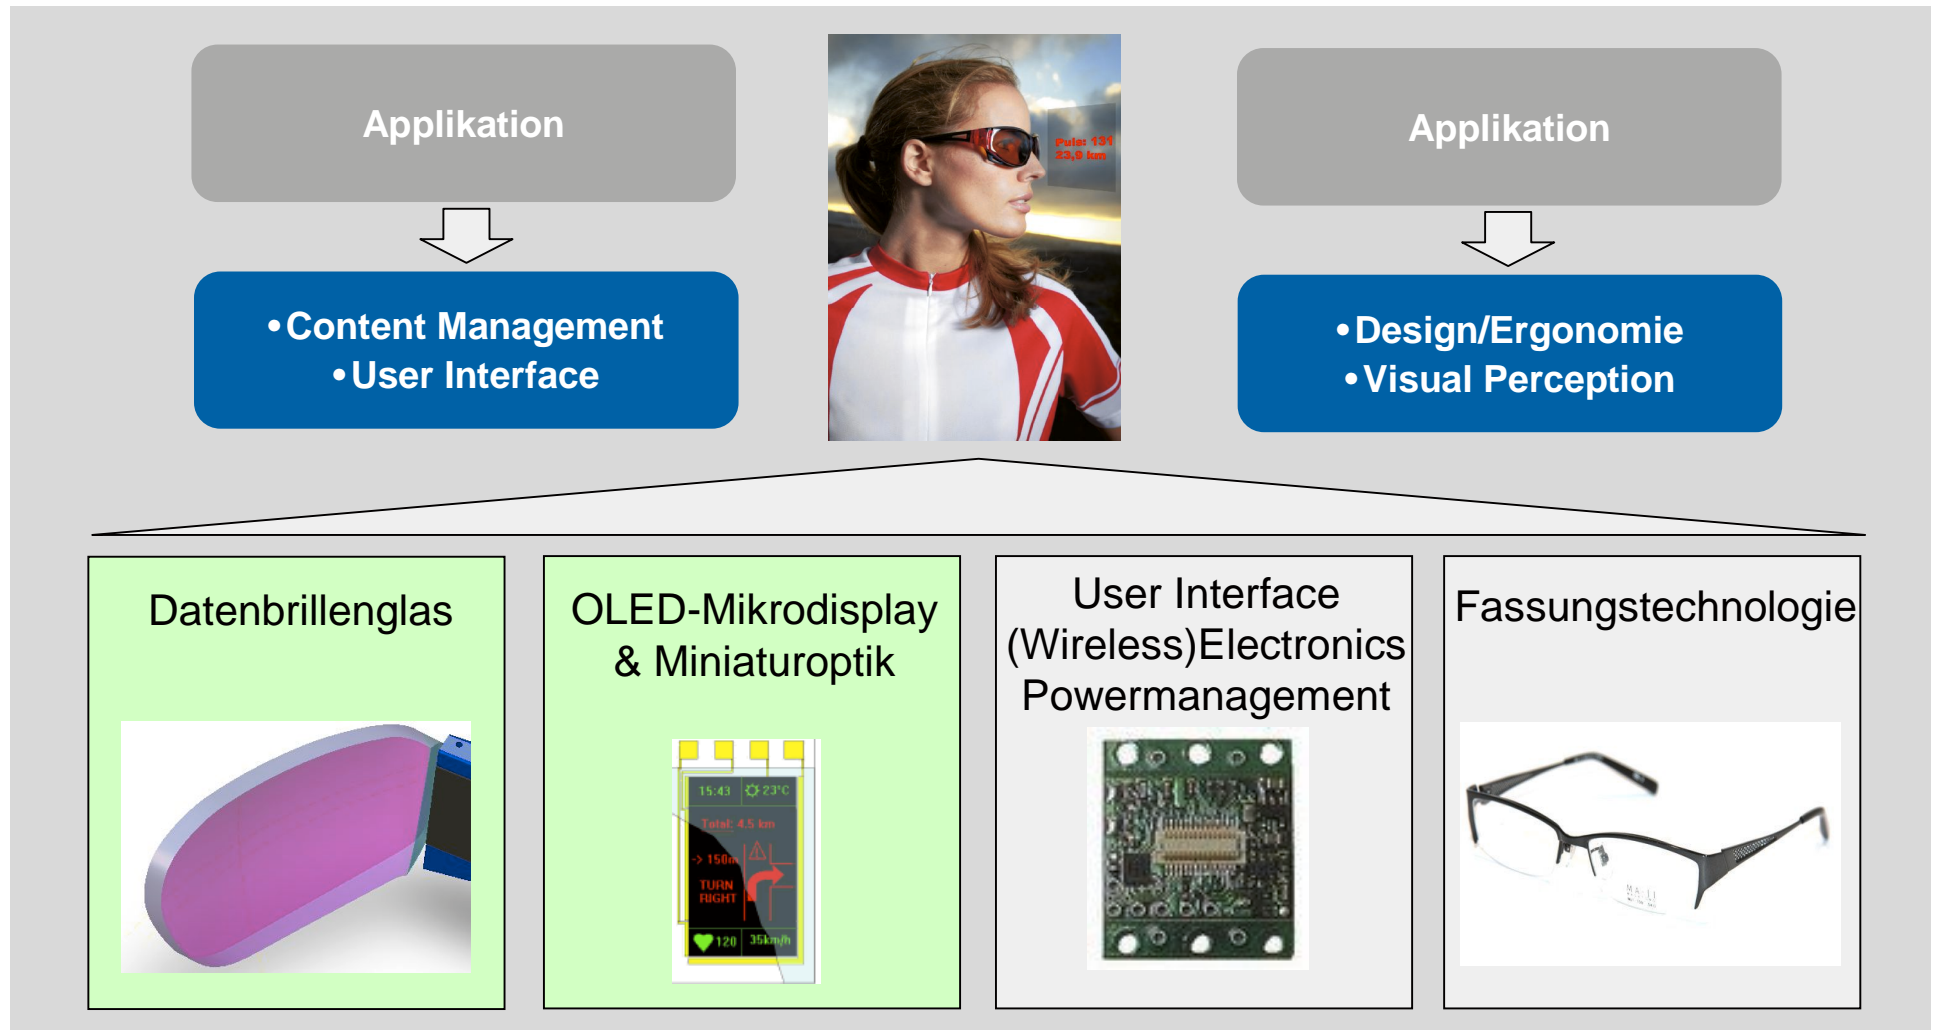 Applikation
Puls: 131
23,9 km
Applikation
•Content Management
•User Interface
•Design/Ergonomie
•Visual Perception
Datenbrillenglas
OLED-Mikrodisplay
& Miniaturoptik
15:43 23°C
Total: 4,5 km
-> 150m
TURN
RIGHT
120 35km/h
User Interface
(Wireless)Electronics
Powermanagement
Fassungstechnologie